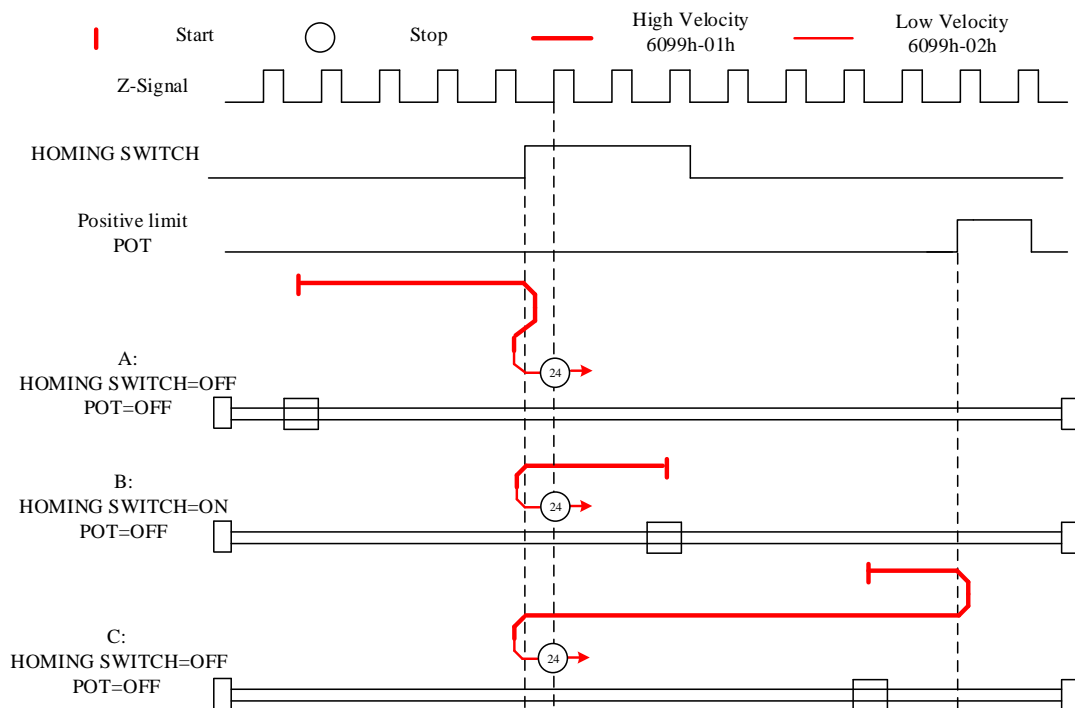 Start
Stop
High Velocity
6099h-01h
Low Velocity
6099h-02h
Z-Signal
HOMING SWITCH
Positive limit
POT
24
A:
HOMING SWITCH=OFF
POT=OFF
B:
HOMING SWITCH=ON
POT=OFF
24
C:
HOMING SWITCH=OFF
POT=OFF
24